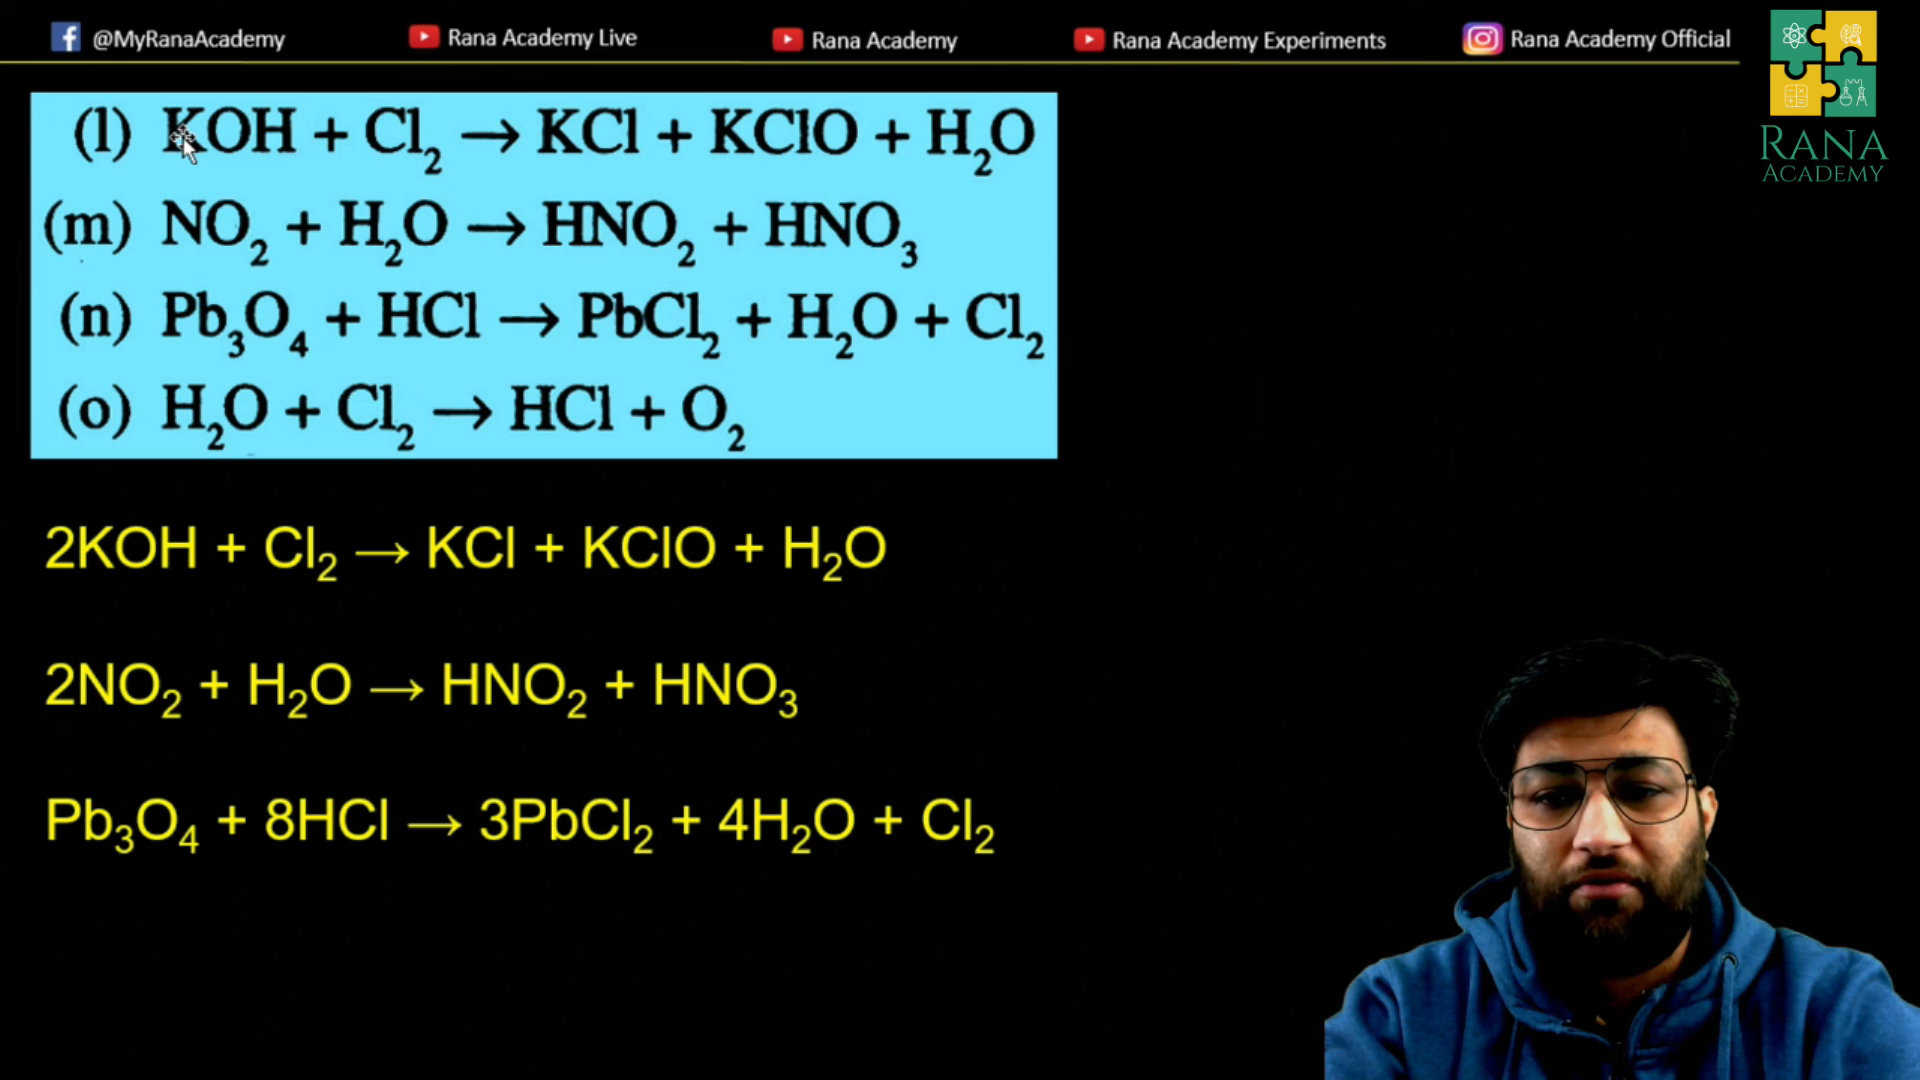 @MyRanaAcademy Rana Academy Live Rana Academy Rana Academy Experiments Rana Academy Official
RANA
ACADEMY
(l) KOH + Cl₂ → KCl + KClO + H₂O
(m) NO₂ + H₂O → HNO₂ + HNO₃
(n) Pb₃O₄ + HCl → PbCl₂ + H₂O + Cl₂
(o) H₂O + Cl₂ → HCl + O₂
2KOH + Cl₂ → KCl + KClO + H₂O
2NO₂ + H₂O → HNO₂ + HNO₃
Pb₃O₄ + 8HCl → 3PbCl₂ + 4H₂O + Cl₂